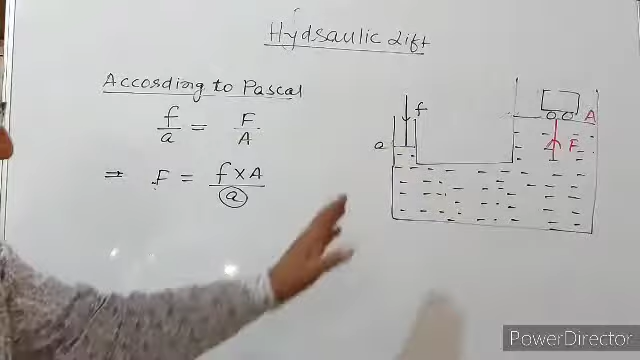 Hydsaulic Lift
Accosding to Pascal
f/a = F/A
⇒ F = f×A/a
f
a
A
F
PowerDirector